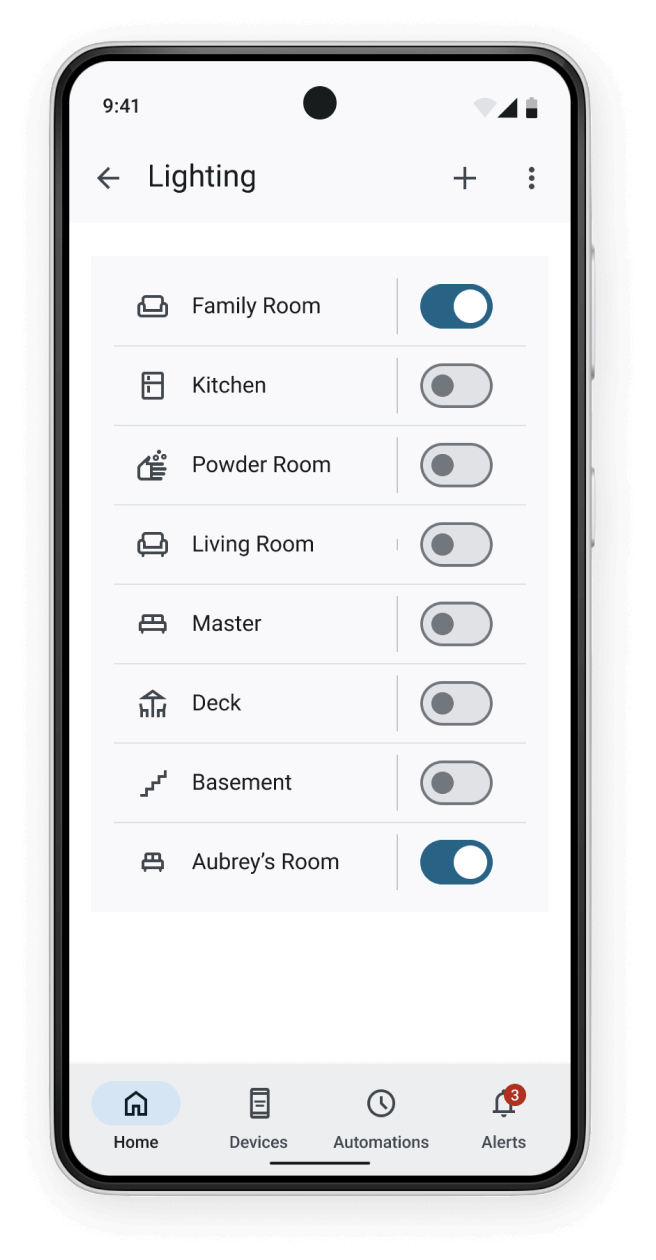 9:41
Lighting
Family Room
Kitchen
Powder Room
Living Room
Master
Deck
Basement
Aubrey’s Room
3
Home Devices Automations Alerts